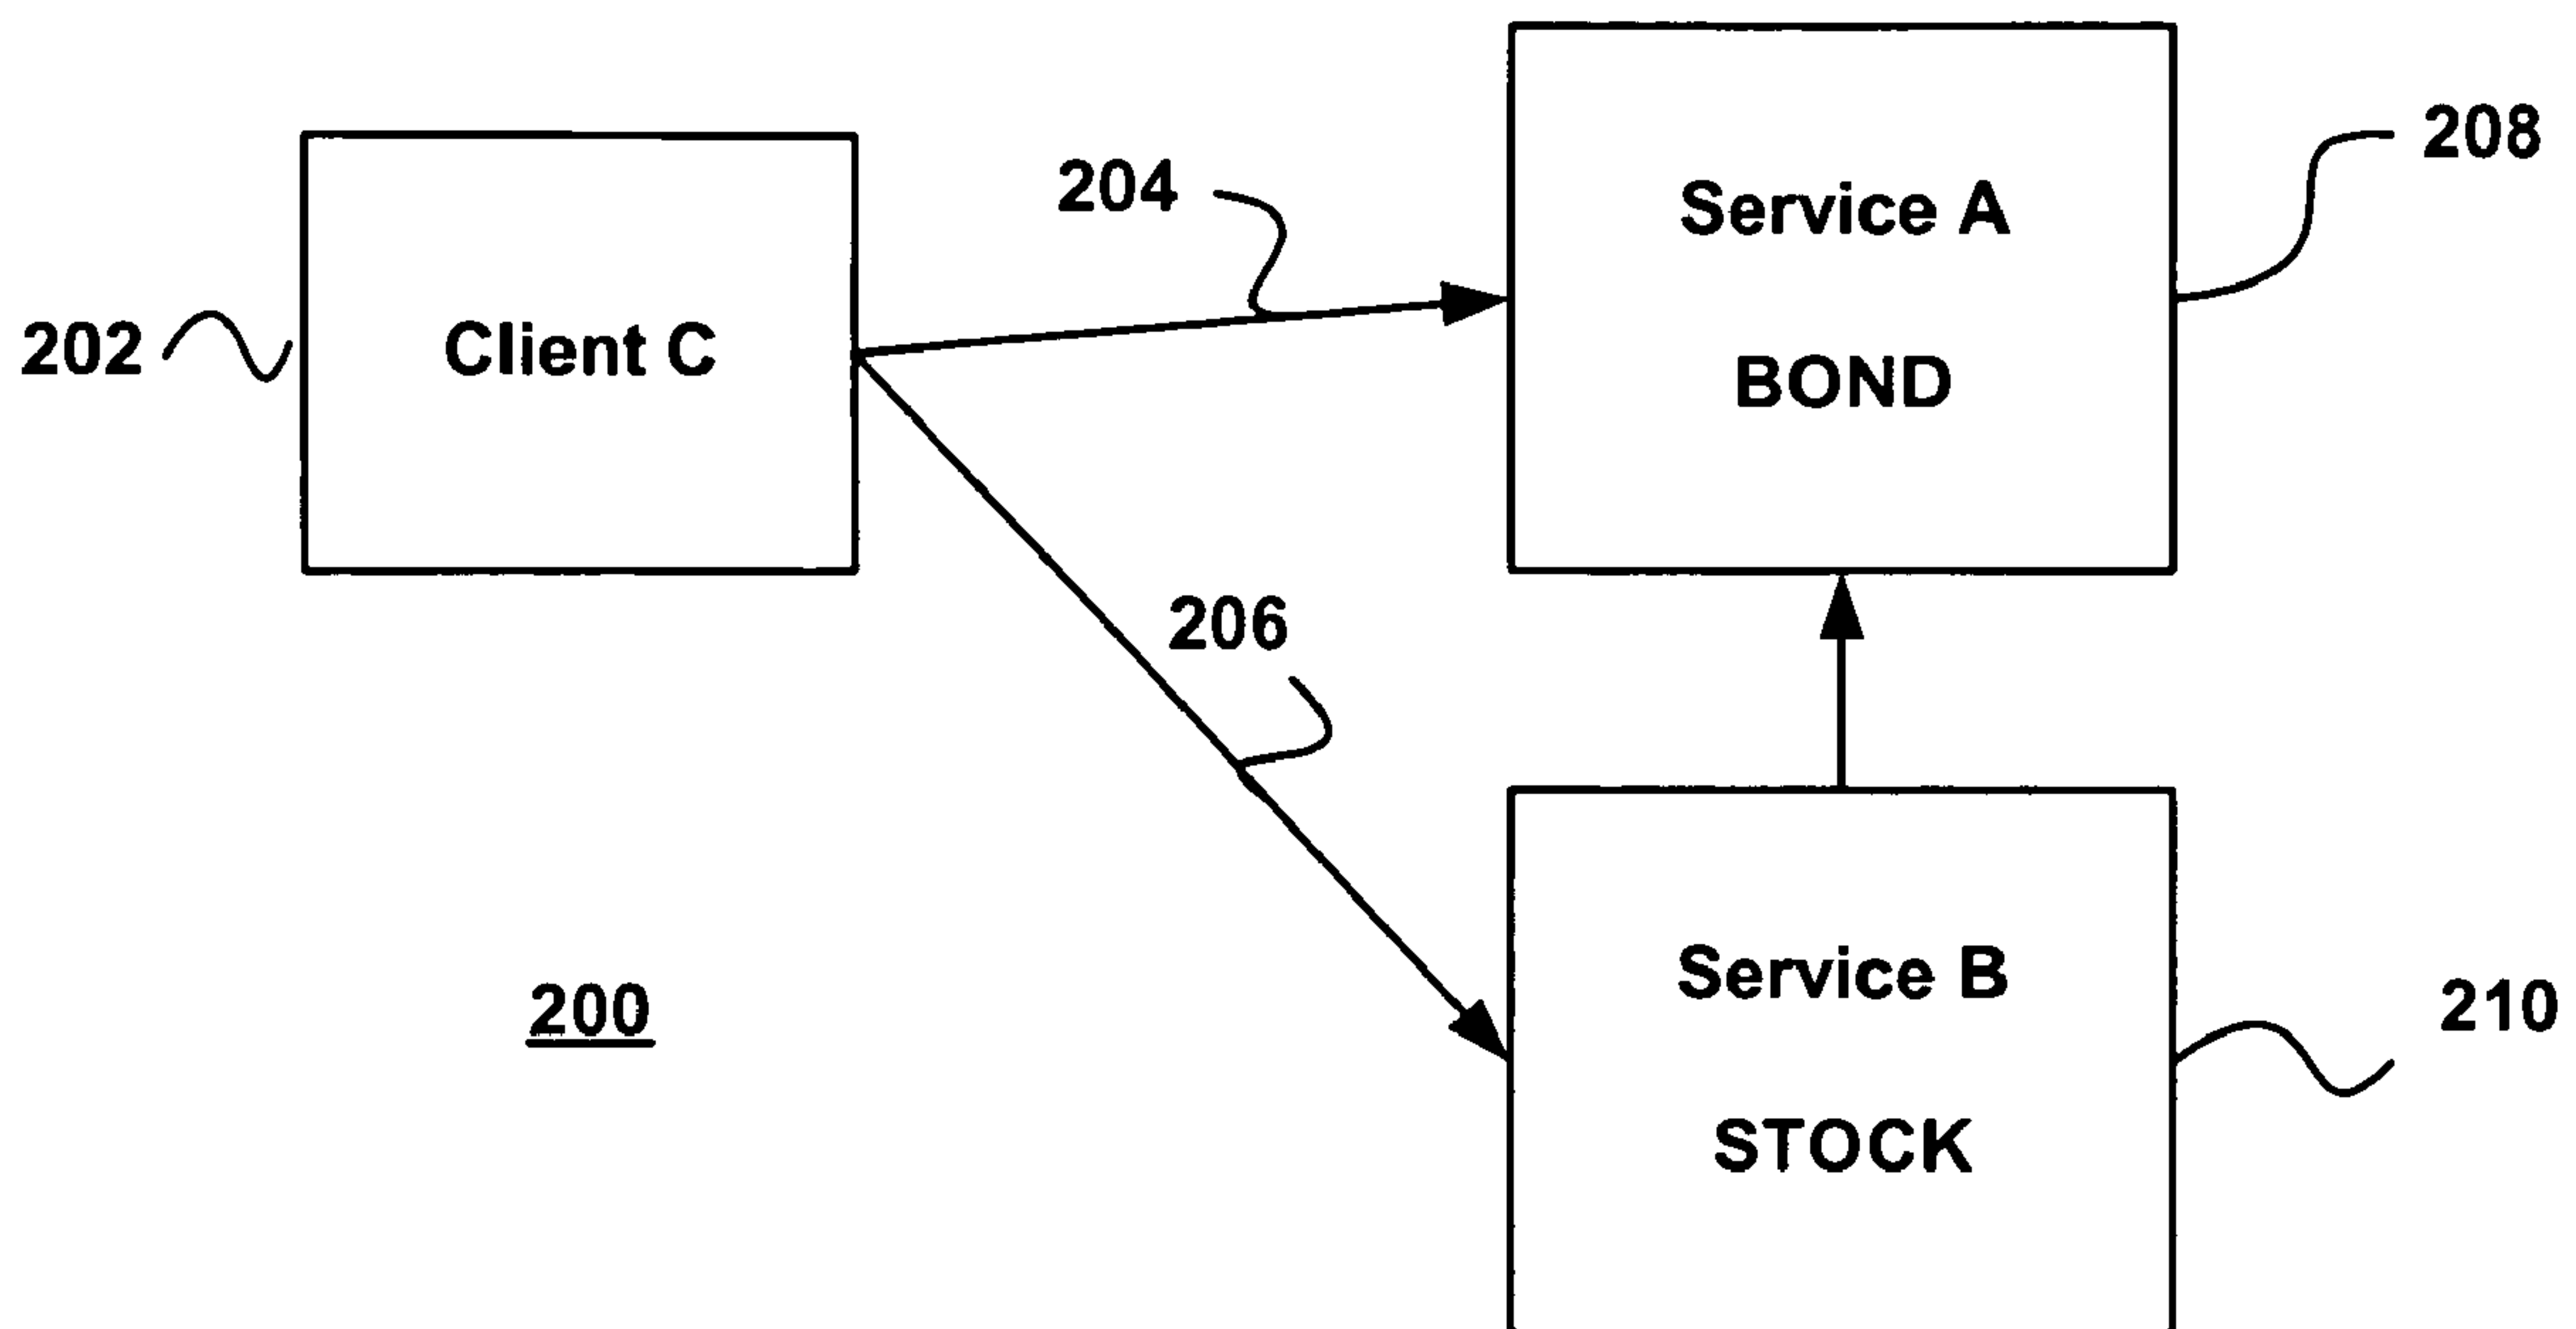 208
204
Service A
202
Client C
BOND
206
Service B
200
210
STOCK